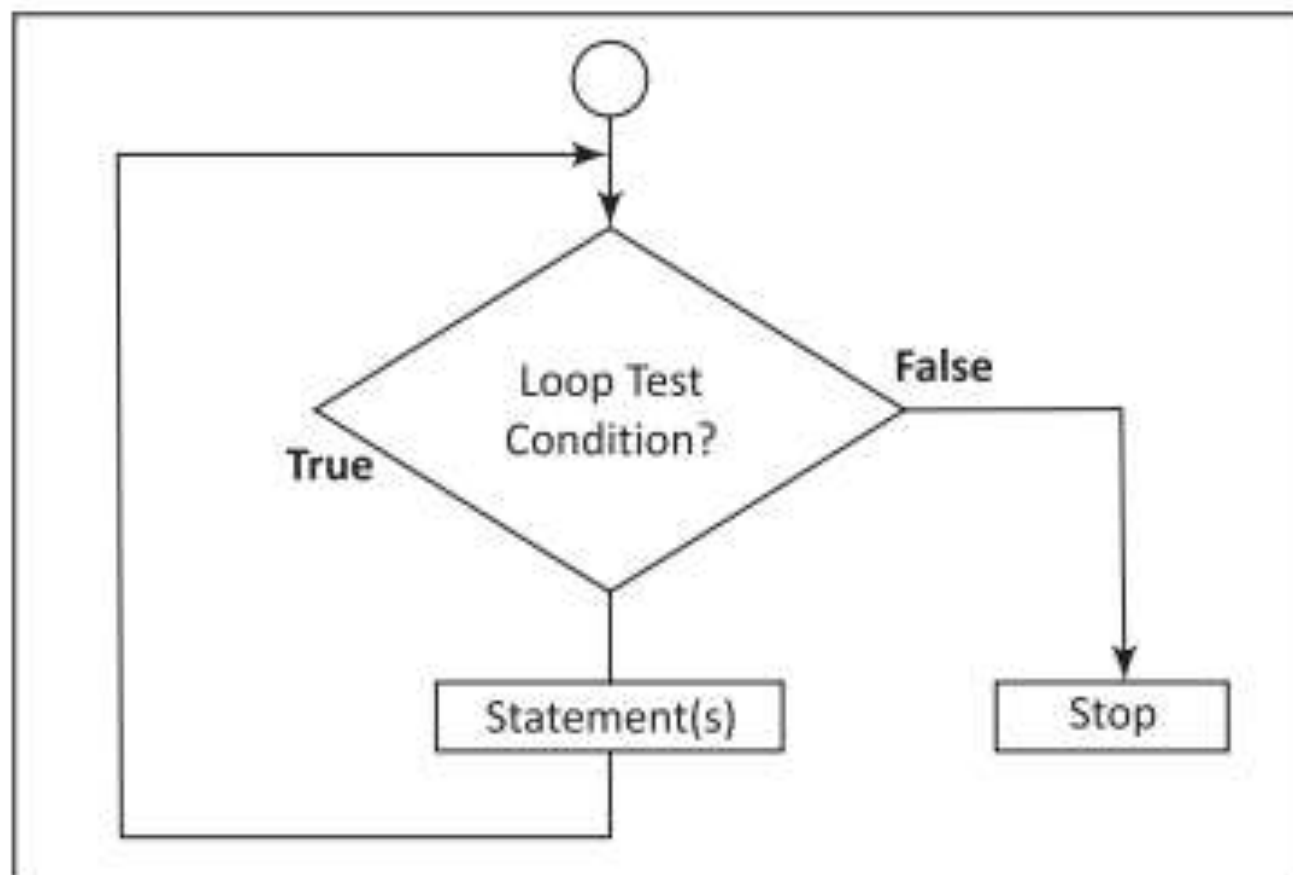 Loop Test
Condition?
False
True
Statement(s)
Stop